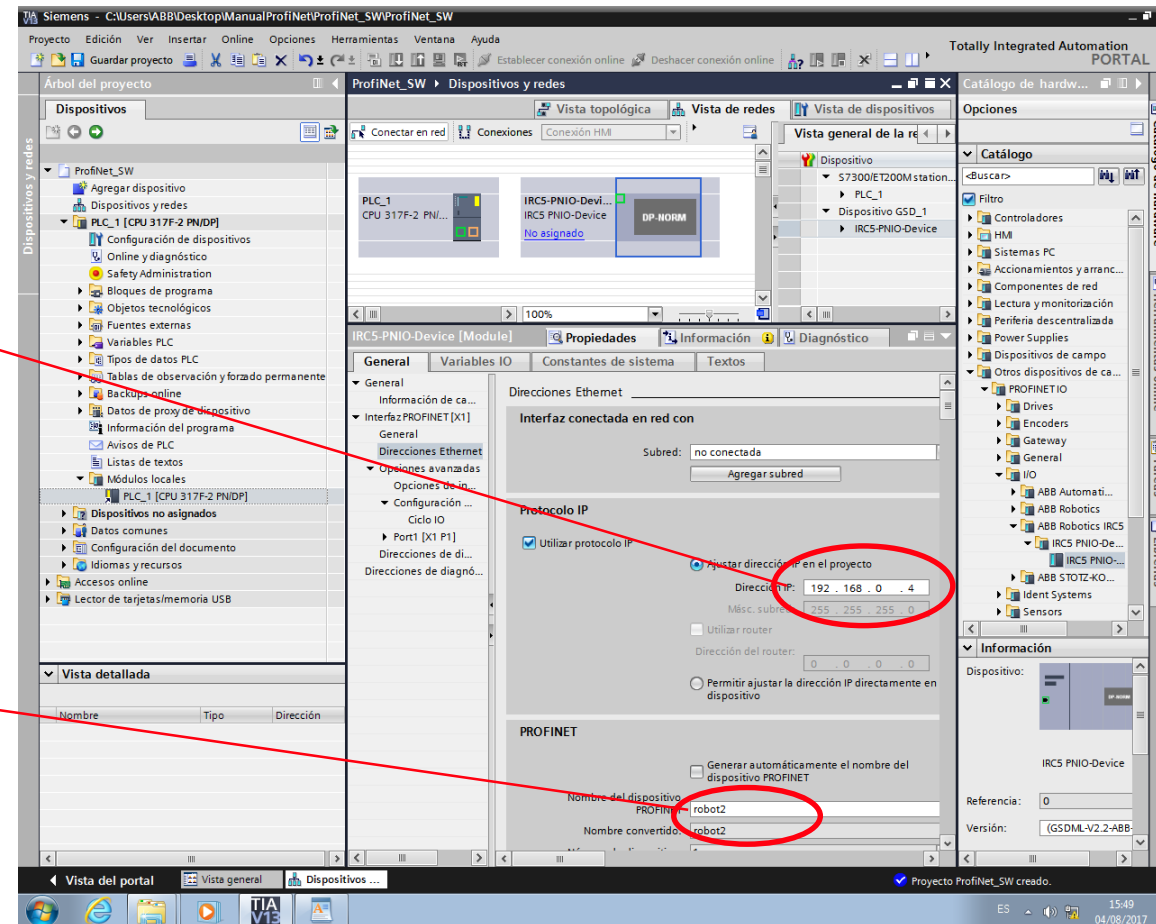 Siemens - C:\Users\ABB\Desktop\ManualProfiNet\ProfiNet_SW\ProfiNet_SW
Proyecto Edición Ver Insertar Online Opciones Herramientas Ventana Ayuda
Guardar proyecto
Establecer conexión online
Deshacer conexión online
Totally Integrated Automation
PORTAL
Árbol del proyecto
Dispositivos
Dispositivos y redes
ProfiNet_SW
Agregar dispositivo
Dispositivos y redes
PLC_1 [CPU 317F-2 PN/DP]
Configuración de dispositivos
Online y diagnóstico
Safety Administration
Bloques de programa
Objetos tecnológicos
Fuentes externas
Variables PLC
Tipos de datos PLC
Tablas de observación y forzado permanente
Backups online
Datos de proxy de dispositivo
Información del programa
Avisos de PLC
Listas de textos
Módulos locales
PLC_1 [CPU 317F-2 PN/DP]
Dispositivos no asignados
Datos comunes
Configuración del documento
Idiomas y recursos
Accesos online
Lector de tarjetas/memoria USB
Vista detallada
Nombre Tipo Dirección
ProfiNet_SW ▸ Dispositivos y redes
Vista topológica Vista de redes Vista de dispositivos
Conectar en red Conexiones Conexión HMI
PLC_1
CPU 317F-2 PN/...
IRC5-PNIO-Devi...
IRC5 PNIO-Device
No asignado
DP-NORM
100%
Vista general de la re
Dispositivo
S7300/ET200M station...
PLC_1
Dispositivo GSD_1
IRC5-PNIO-Device
IRC5-PNIO-Device [Module]
Propiedades Información Diagnóstico
General Variables IO Constantes de sistema Textos
General
Información de ca...
Interfaz PROFINET [X1]
General
Direcciones Ethernet
Opciones avanzadas
Opciones de in...
Configuración ...
Ciclo IO
Port1 [X1 P1]
Direcciones de di...
Direcciones de diagnó...
Direcciones Ethernet
Interfaz conectada en red con
Subred: no conectada
Agregar subred
Protocolo IP
Utilizar protocolo IP
Ajustar dirección IP en el proyecto
Dirección IP: 192 . 168 . 0 . 4
Másc. subred: 255 . 255 . 255 . 0
Utilizar router
Dirección del router:
0 . 0 . 0 . 0
Permitir ajustar la dirección IP directamente en
dispositivo
PROFINET
Generar automáticamente el nombre del
dispositivo PROFINET
Nombre del dispositivo
PROFINET robot2
Nombre convertido: robot2
Catálogo de hardw...
Opciones
Catálogo
<Buscar>
Filtro
Controladores
HMI
Sistemas PC
Accionamientos y arranc...
Componentes de red
Lectura y monitorización
Periferia descentralizada
Power Supplies
Dispositivos de campo
Otros dispositivos de ca...
PROFINET IO
Drives
Encoders
Gateway
General
I/O
ABB Automati...
ABB Robotics
ABB Robotics IRC5
IRC5 PNIO-De...
IRC5 PNIO-...
ABB STOTZ-KO...
Ident Systems
Sensors
Información
Dispositivo:
DP-NORM
IRC5 PNIO-Device
Referencia: 0
Versión: (GSDML-V2.2-ABB-
Vista del portal Vista general Dispositivos ...
Proyecto ProfiNet_SW creado.
TIA
V13
ES
15:49
04/08/2017